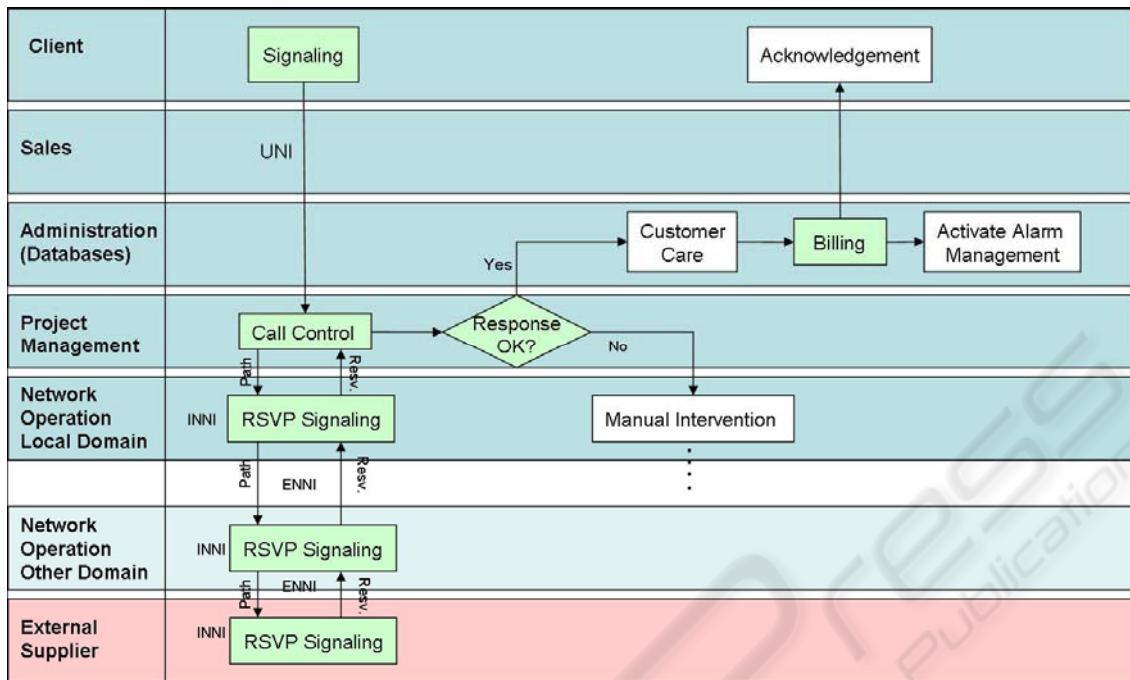 Client
Signaling
Acknowledgement
Sales
UNI
Administration
(Databases)
Customer
Care
Billing
Activate Alarm
Management
Yes
Project
Management
Call Control
Response
OK?
No
Path
Resv.
Network
Operation
Local Domain
INNI
RSVP Signaling
Manual Intervention
Path
ENNI
Resv.
Network
Operation
Other Domain
INNI
RSVP Signaling
Path
ENNI
Resv.
External
Supplier
INNI
RSVP Signaling
Press
Publication